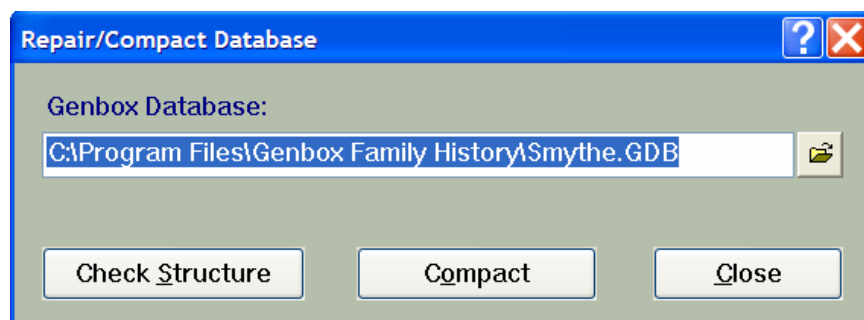 Repair/Compact Database
Genbox Database:
C:\Program Files\Genbox Family History\Smythe.GDB
Check Structure Compact Close